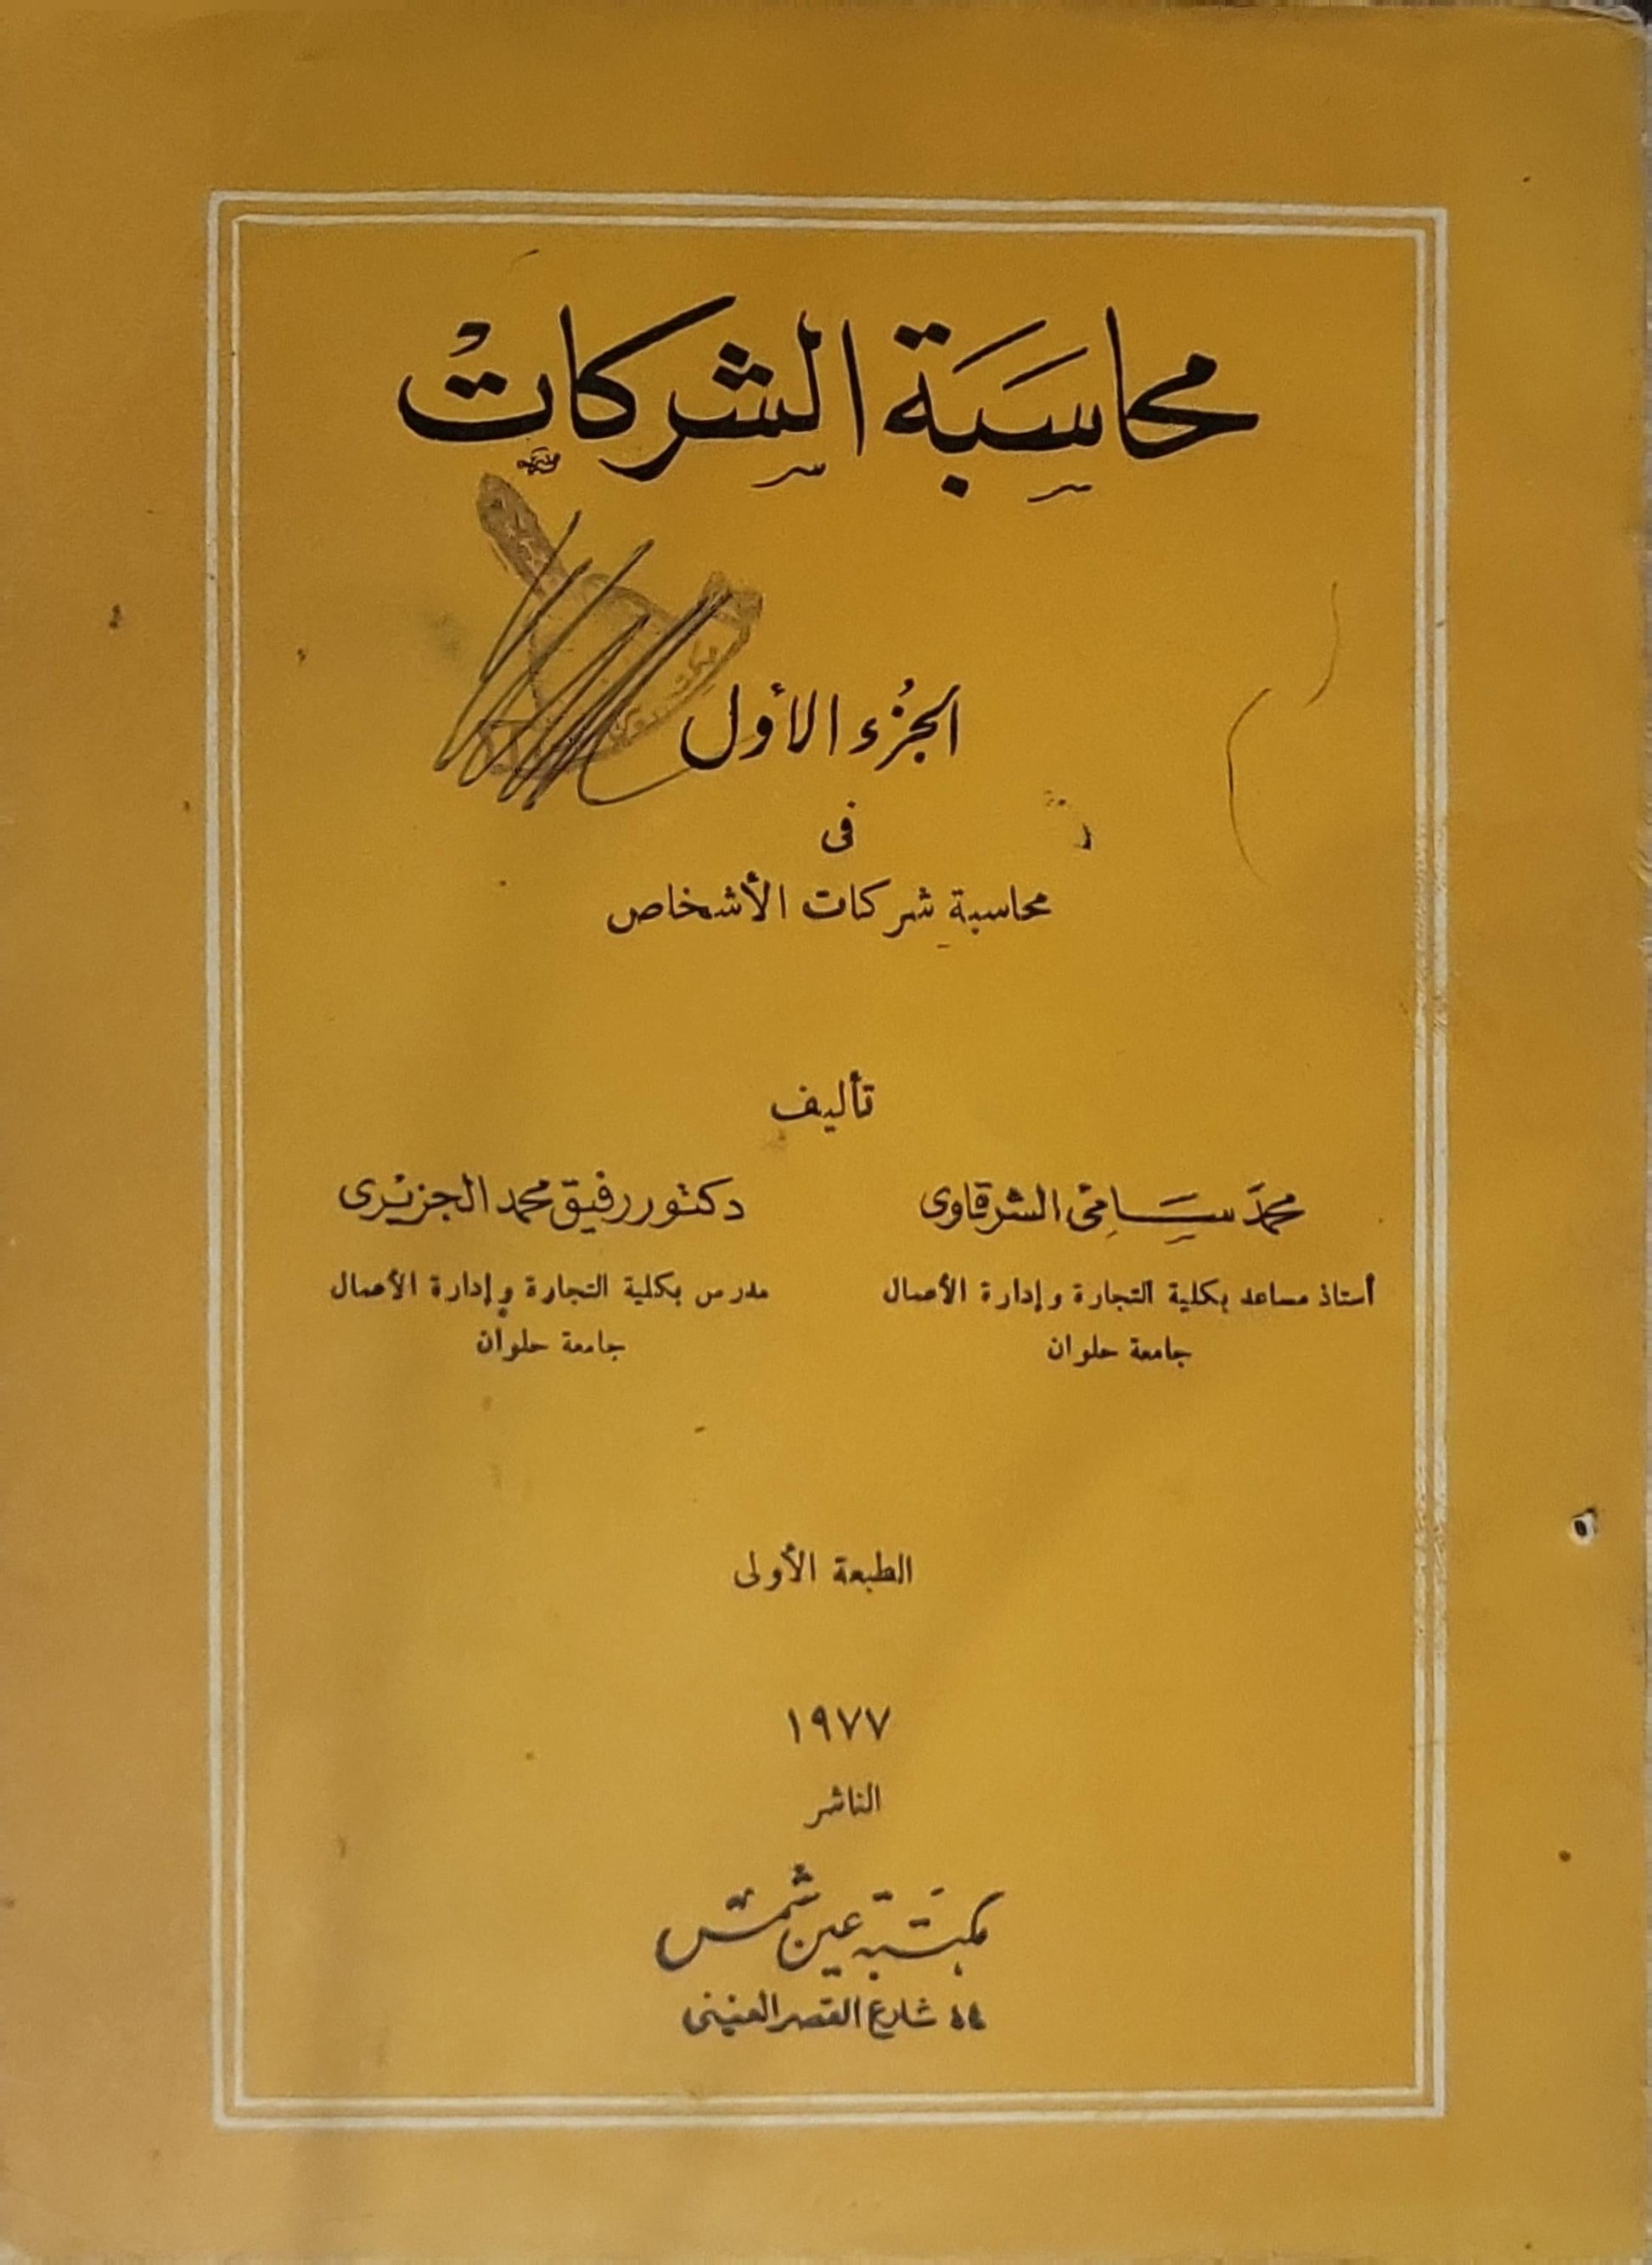 محاسبة الشركات
الجزء الأول
فى
محاسبة شركات الأشخاص
تأليف
محمد سامى الشرقاوى
أستاذ مساعد بكلية التجارة وإدارة الأعمال
جامعة حلوان
دكتور رفيق محمد الجزيرى
مدرس بكلية التجارة وإدارة الأعمال
جامعة حلوان
الطبعة الأولى
١٩٧٧
الناشر
مكتبة عين شمس
٤٤ شارع القصر العينى